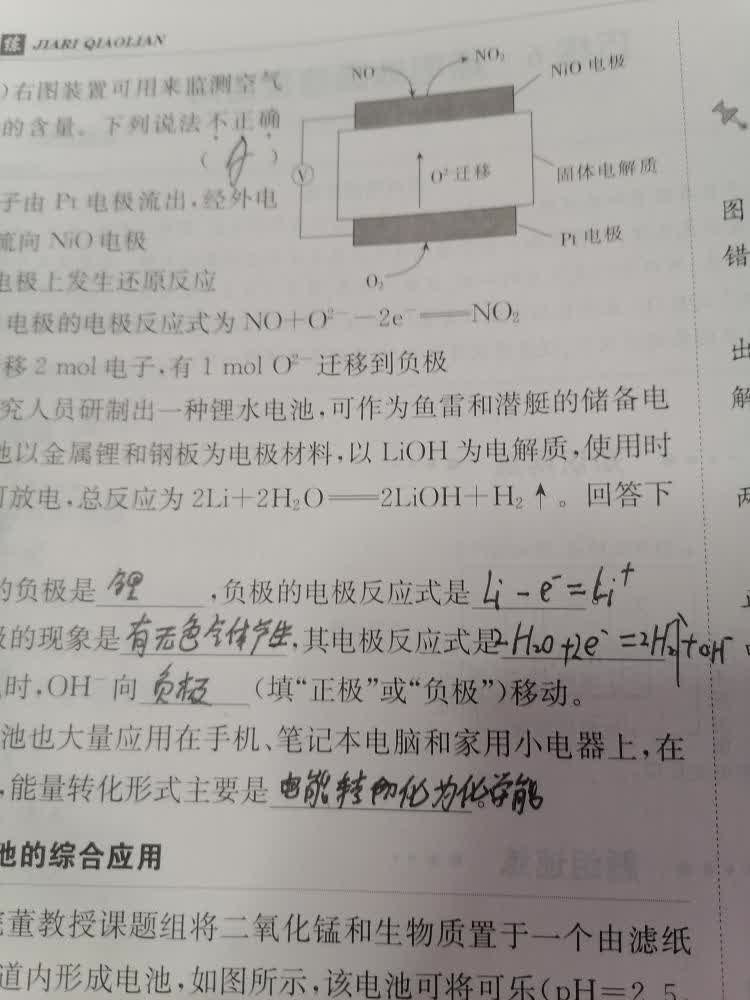 练 JIARI QIAOLIAN
)右图装置可用来监测空气
的含量。下列说法不正确
( A )
子由 Pt 电极流出,经外电
流向 NiO 电极
电极上发生还原反应
电极的电极反应式为 NO+O²⁻-2e⁻══NO₂
移 2 mol 电子,有 1 mol O²⁻ 迁移到负极
NO
NO₂
NiO 电极
V
O²⁻迁移
固体电解质
Pt 电极
O₂
究人员研制出一种锂水电池,可作为鱼雷和潜艇的储备电
池以金属锂和钢板为电极材料,以 LiOH 为电解质,使用时
可放电,总反应为 2Li+2H₂O══2LiOH+H₂↑。回答下
的负极是 锂 ,负极的电极反应式是 Li - e⁻ = Li⁺
极的现象是 有无色气体产生,其电极反应式是 2H₂O+2e⁻=2H₂↑+OH⁻
时,OH⁻ 向 负极 (填“正极”或“负极”)移动。
池也大量应用在手机、笔记本电脑和家用小电器上,在
,能量转化形式主要是 电能转化为化学能。
池的综合应用
董教授课题组将二氧化锰和生物质置于一个由滤纸
道内形成电池,如图所示,该电池可将可乐(pH=2.5
图
错
出
解
两